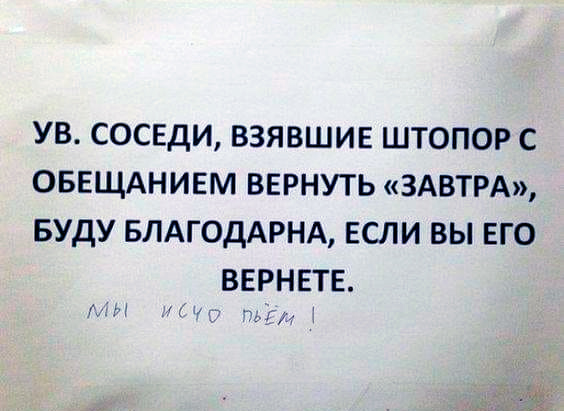 УВ. СОСЕДИ, ВЗЯВШИЕ ШТОПОР С
ОБЕЩАНИЕМ ВЕРНУТЬ «ЗАВТРА»,
БУДУ БЛАГОДАРНА, ЕСЛИ ВЫ ЕГО
ВЕРНЕТЕ.
МЫ ИСЧО ПЬЁМ!